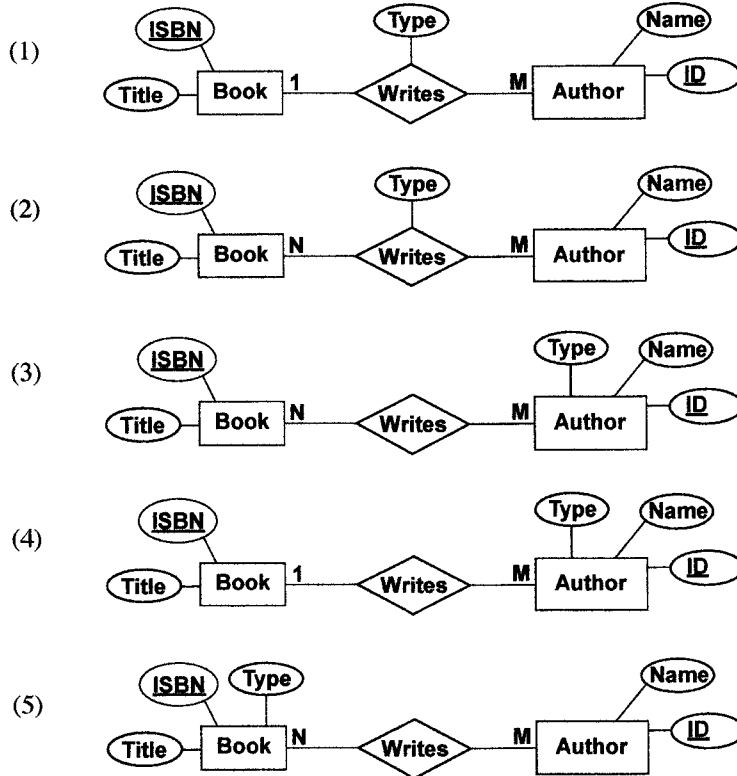 (1)
ISBN Type Name
Title Book 1 Writes M Author ID
(2)
ISBN Type Name
Title Book N Writes M Author ID
(3)
ISBN Type Name
Title Book N Writes M Author ID
(4)
ISBN Type Name
Title Book 1 Writes M Author ID
(5)
ISBN Type Name
Title Book N Writes M Author ID